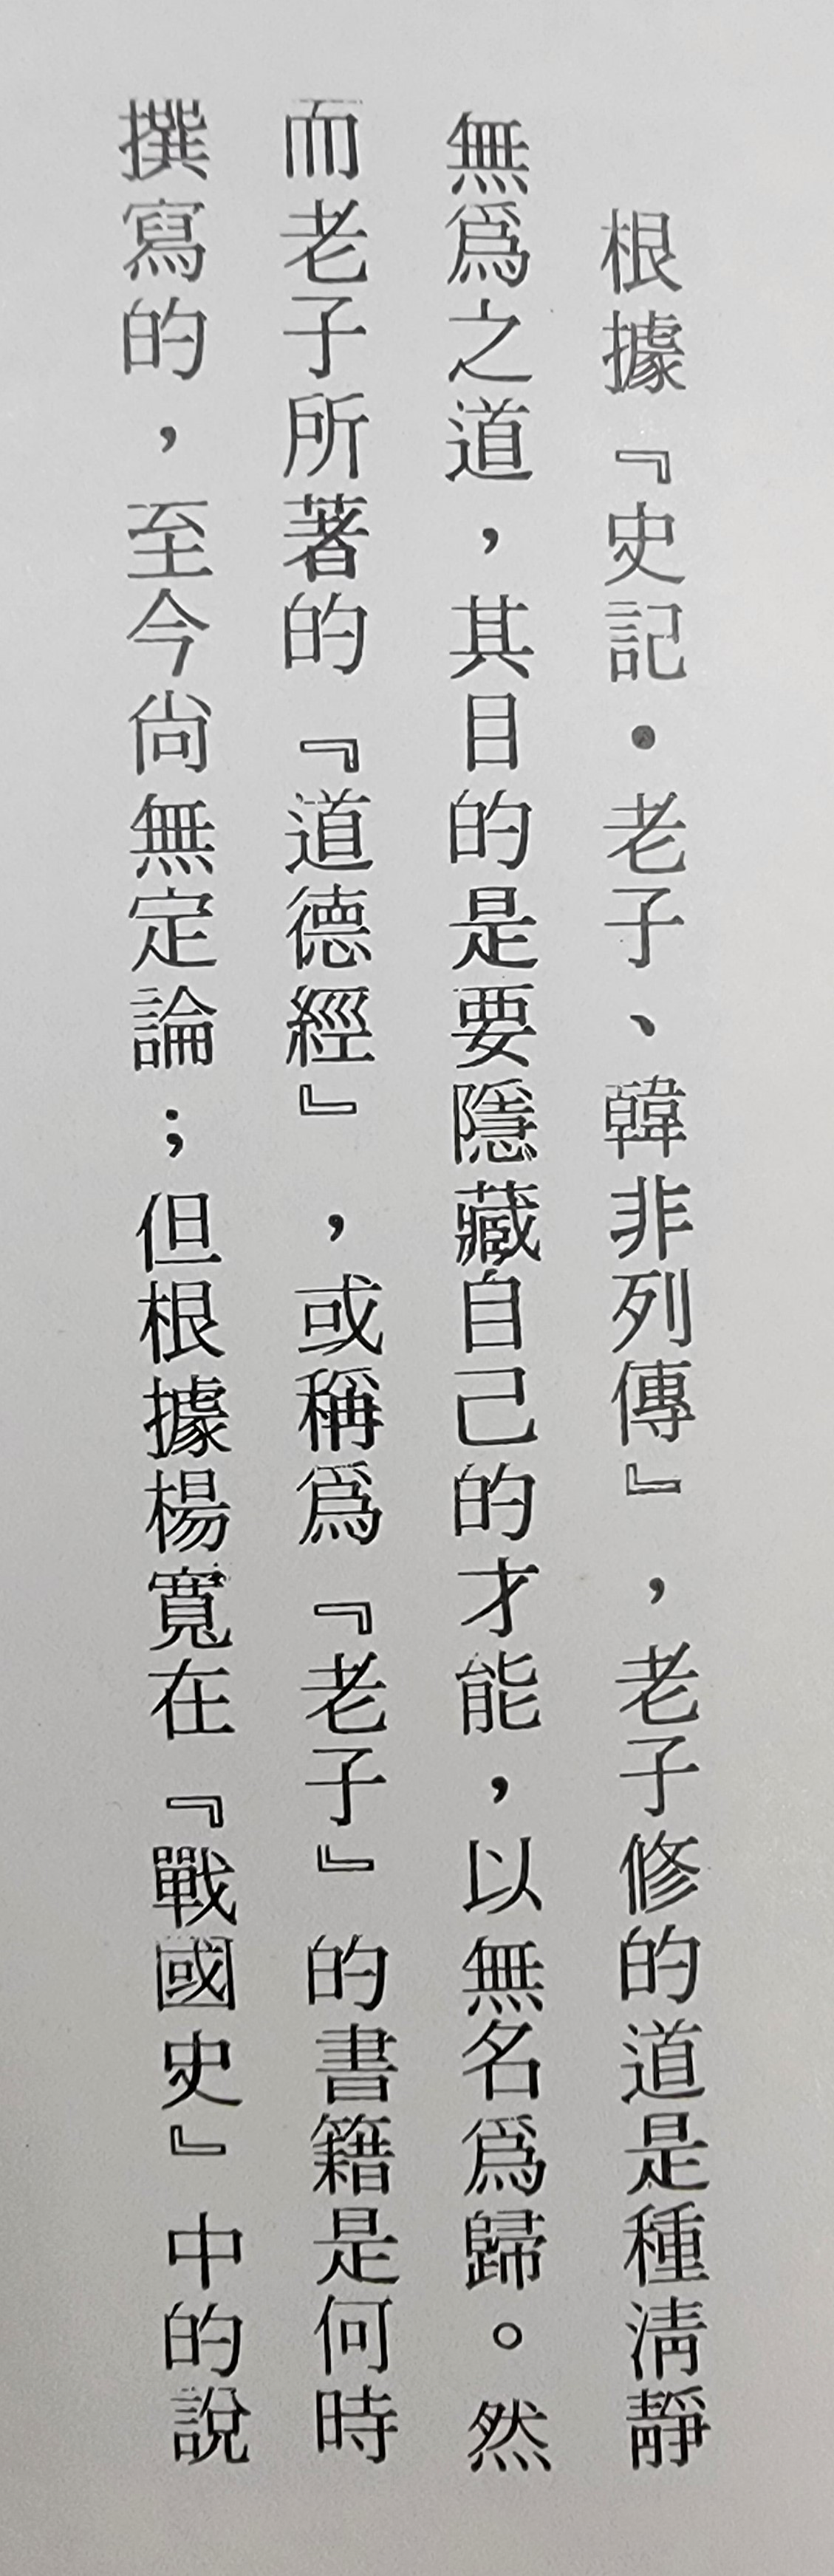 根據『史記·老子、韓非列傳』，老子修的道是種淸靜
無爲之道，其目的是要隱藏自己的才能，以無名爲歸。然
而老子所著的『道德經』，或稱爲『老子』的書籍是何時
撰寫的，至今尙無定論；但根據楊寬在『戰國史』中的說